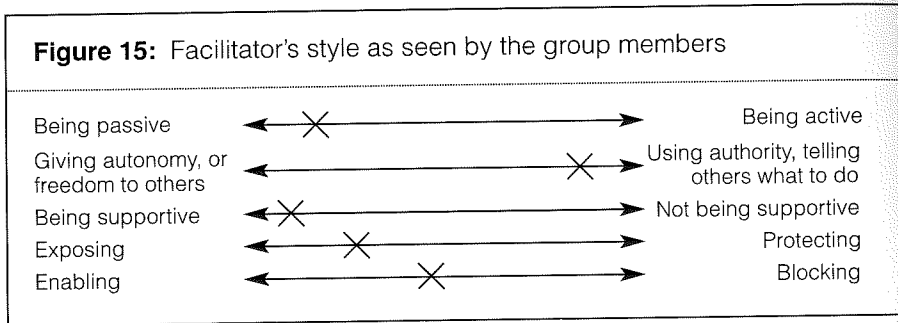 Figure 15: Facilitator's style as seen by the group members
Being passive
Being active
Giving autonomy, or
freedom to others
Using authority, telling
others what to do
Being supportive
Not being supportive
Exposing
Protecting
Enabling
Blocking